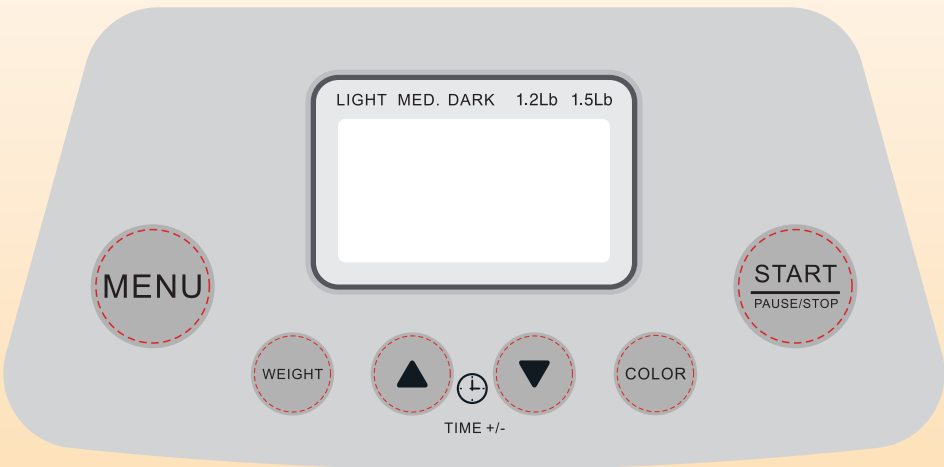 LIGHT MED. DARK 1.2Lb 1.5Lb
MENU
START
PAUSE/STOP
WEIGHT
COLOR
TIME +/-